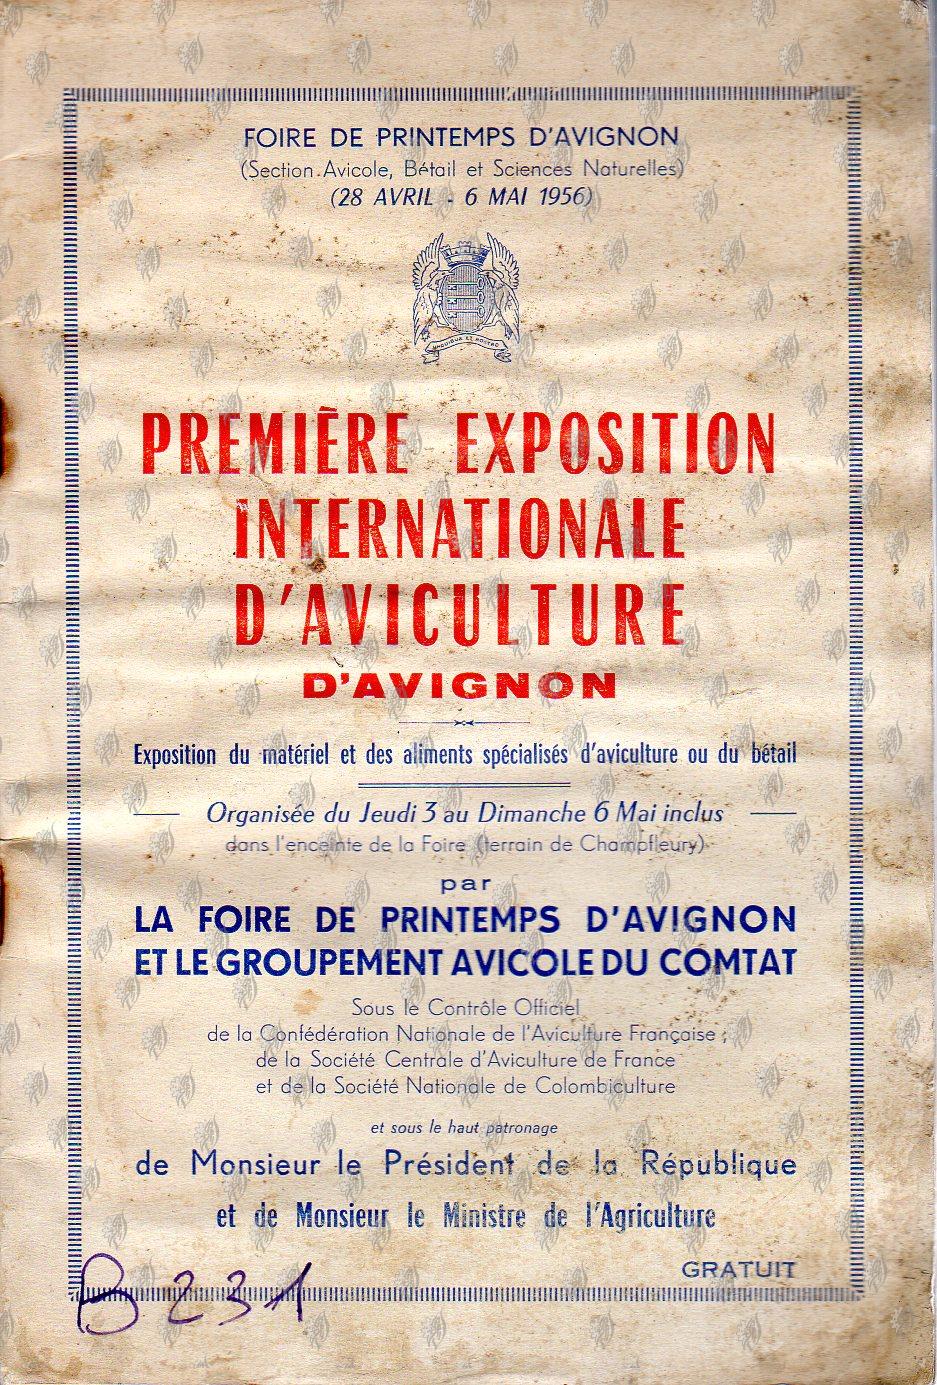 FOIRE DE PRINTEMPS D'AVIGNON
(Section Avicole, Bétail et Sciences Naturelles)
(28 AVRIL - 6 MAI 1956)
UNGUIBUS ET ROSTRO
PREMIÈRE EXPOSITION
INTERNATIONALE
D'AVICULTURE
D'AVIGNON
Exposition du matériel et des aliments spécialisés d'aviculture ou du bétail
Organisée du Jeudi 3 au Dimanche 6 Mai inclus
dans l'enceinte de la Foire (terrain de Champfleury)
par
LA FOIRE DE PRINTEMPS D'AVIGNON
ET LE GROUPEMENT AVICOLE DU COMTAT
Sous le Contrôle Officiel
de la Confédération Nationale de l'Aviculture Française ;
de la Société Centrale d'Aviculture de France
et de la Société Nationale de Colombiculture
et sous le haut patronage
de Monsieur le Président de la République
et de Monsieur le Ministre de l'Agriculture
GRATUIT
B 231